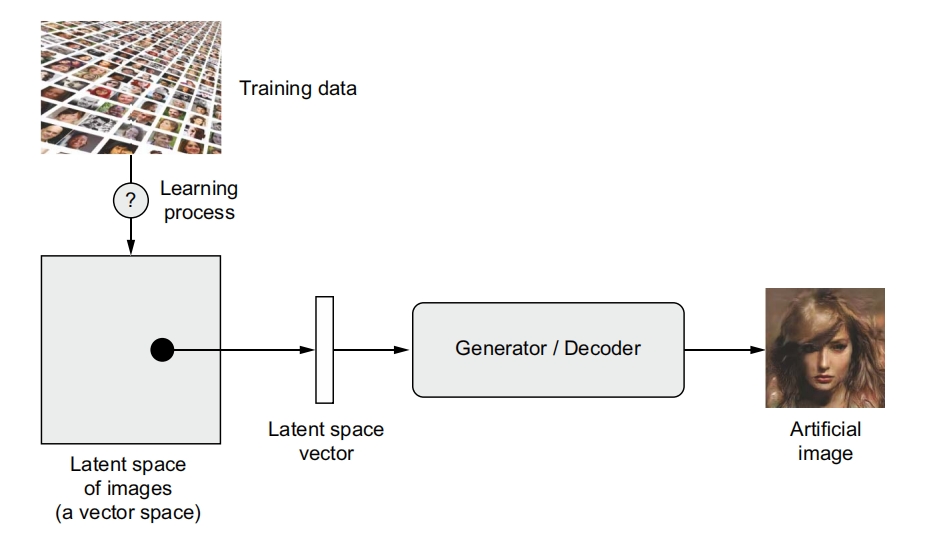 Training data
?
Learning
process
Generator / Decoder
Latent space
vector
Artificial
image
Latent space
of images
(a vector space)